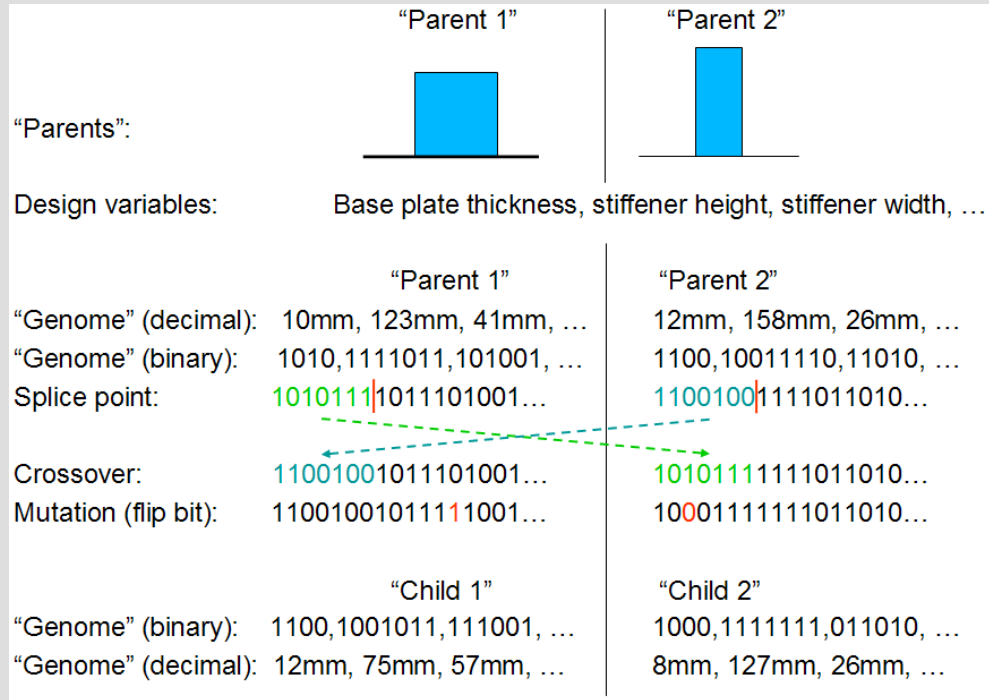 “Parent 1” “Parent 2”
“Parents”:
Design variables: Base plate thickness, stiffener height, stiffener width, …
“Parent 1” “Parent 2”
“Genome” (decimal): 10mm, 123mm, 41mm, … 12mm, 158mm, 26mm, …
“Genome” (binary): 1010,1111011,101001, … 1100,10011110,11010, …
Splice point: 1010111|1011101001… 1100100|1111011010…
Crossover: 11001001011101001… 10101111111011010…
Mutation (flip bit): 11001001011111001… 10001111111011010…
“Child 1” “Child 2”
“Genome” (binary): 1100,1001011,111001, … 1000,1111111,011010, …
“Genome” (decimal): 12mm, 75mm, 57mm, … 8mm, 127mm, 26mm, …